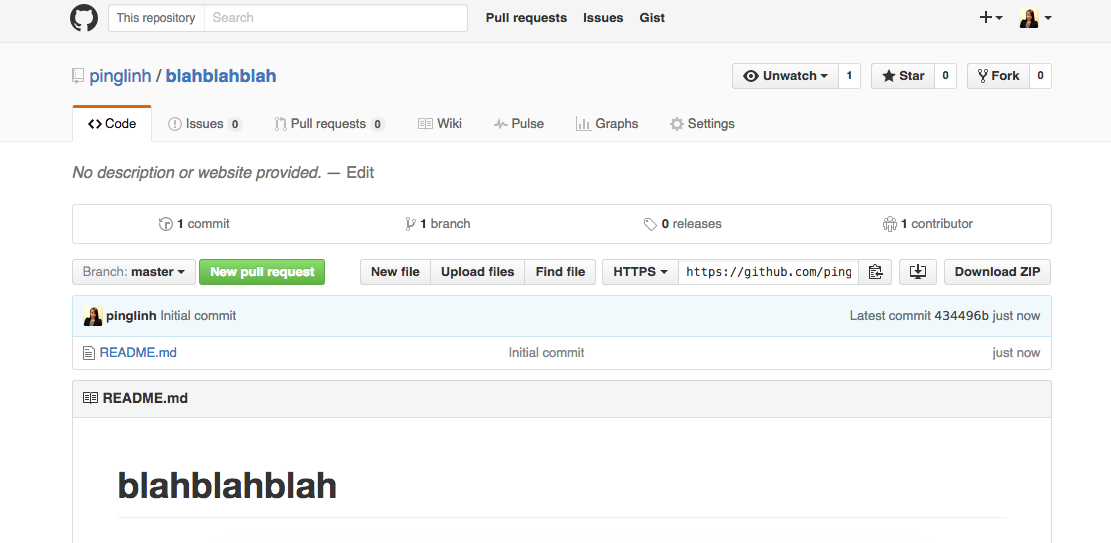 This repository Search Pull requests Issues Gist
pinglinh / blahblahblah Unwatch 1 Star 0 Fork 0
Code Issues 0 Pull requests 0 Wiki Pulse Graphs Settings
No description or website provided. — Edit
1 commit 1 branch 0 releases 1 contributor
Branch: master New pull request New file Upload files Find file HTTPS https://github.com/ping Download ZIP
pinglinh Initial commit Latest commit 434496b just now
README.md Initial commit just now
README.md
blahblahblah